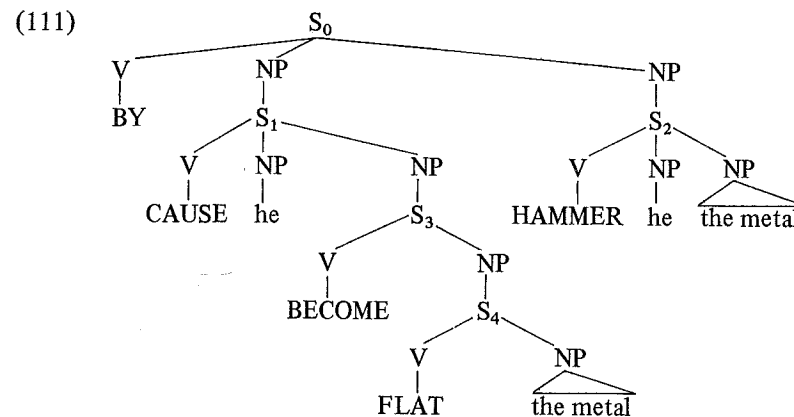 (111) S₀
V NP NP
BY S₁ S₂
V NP NP V NP NP
CAUSE he S₃ HAMMER he the metal
V NP
BECOME S₄
V NP
FLAT the metal